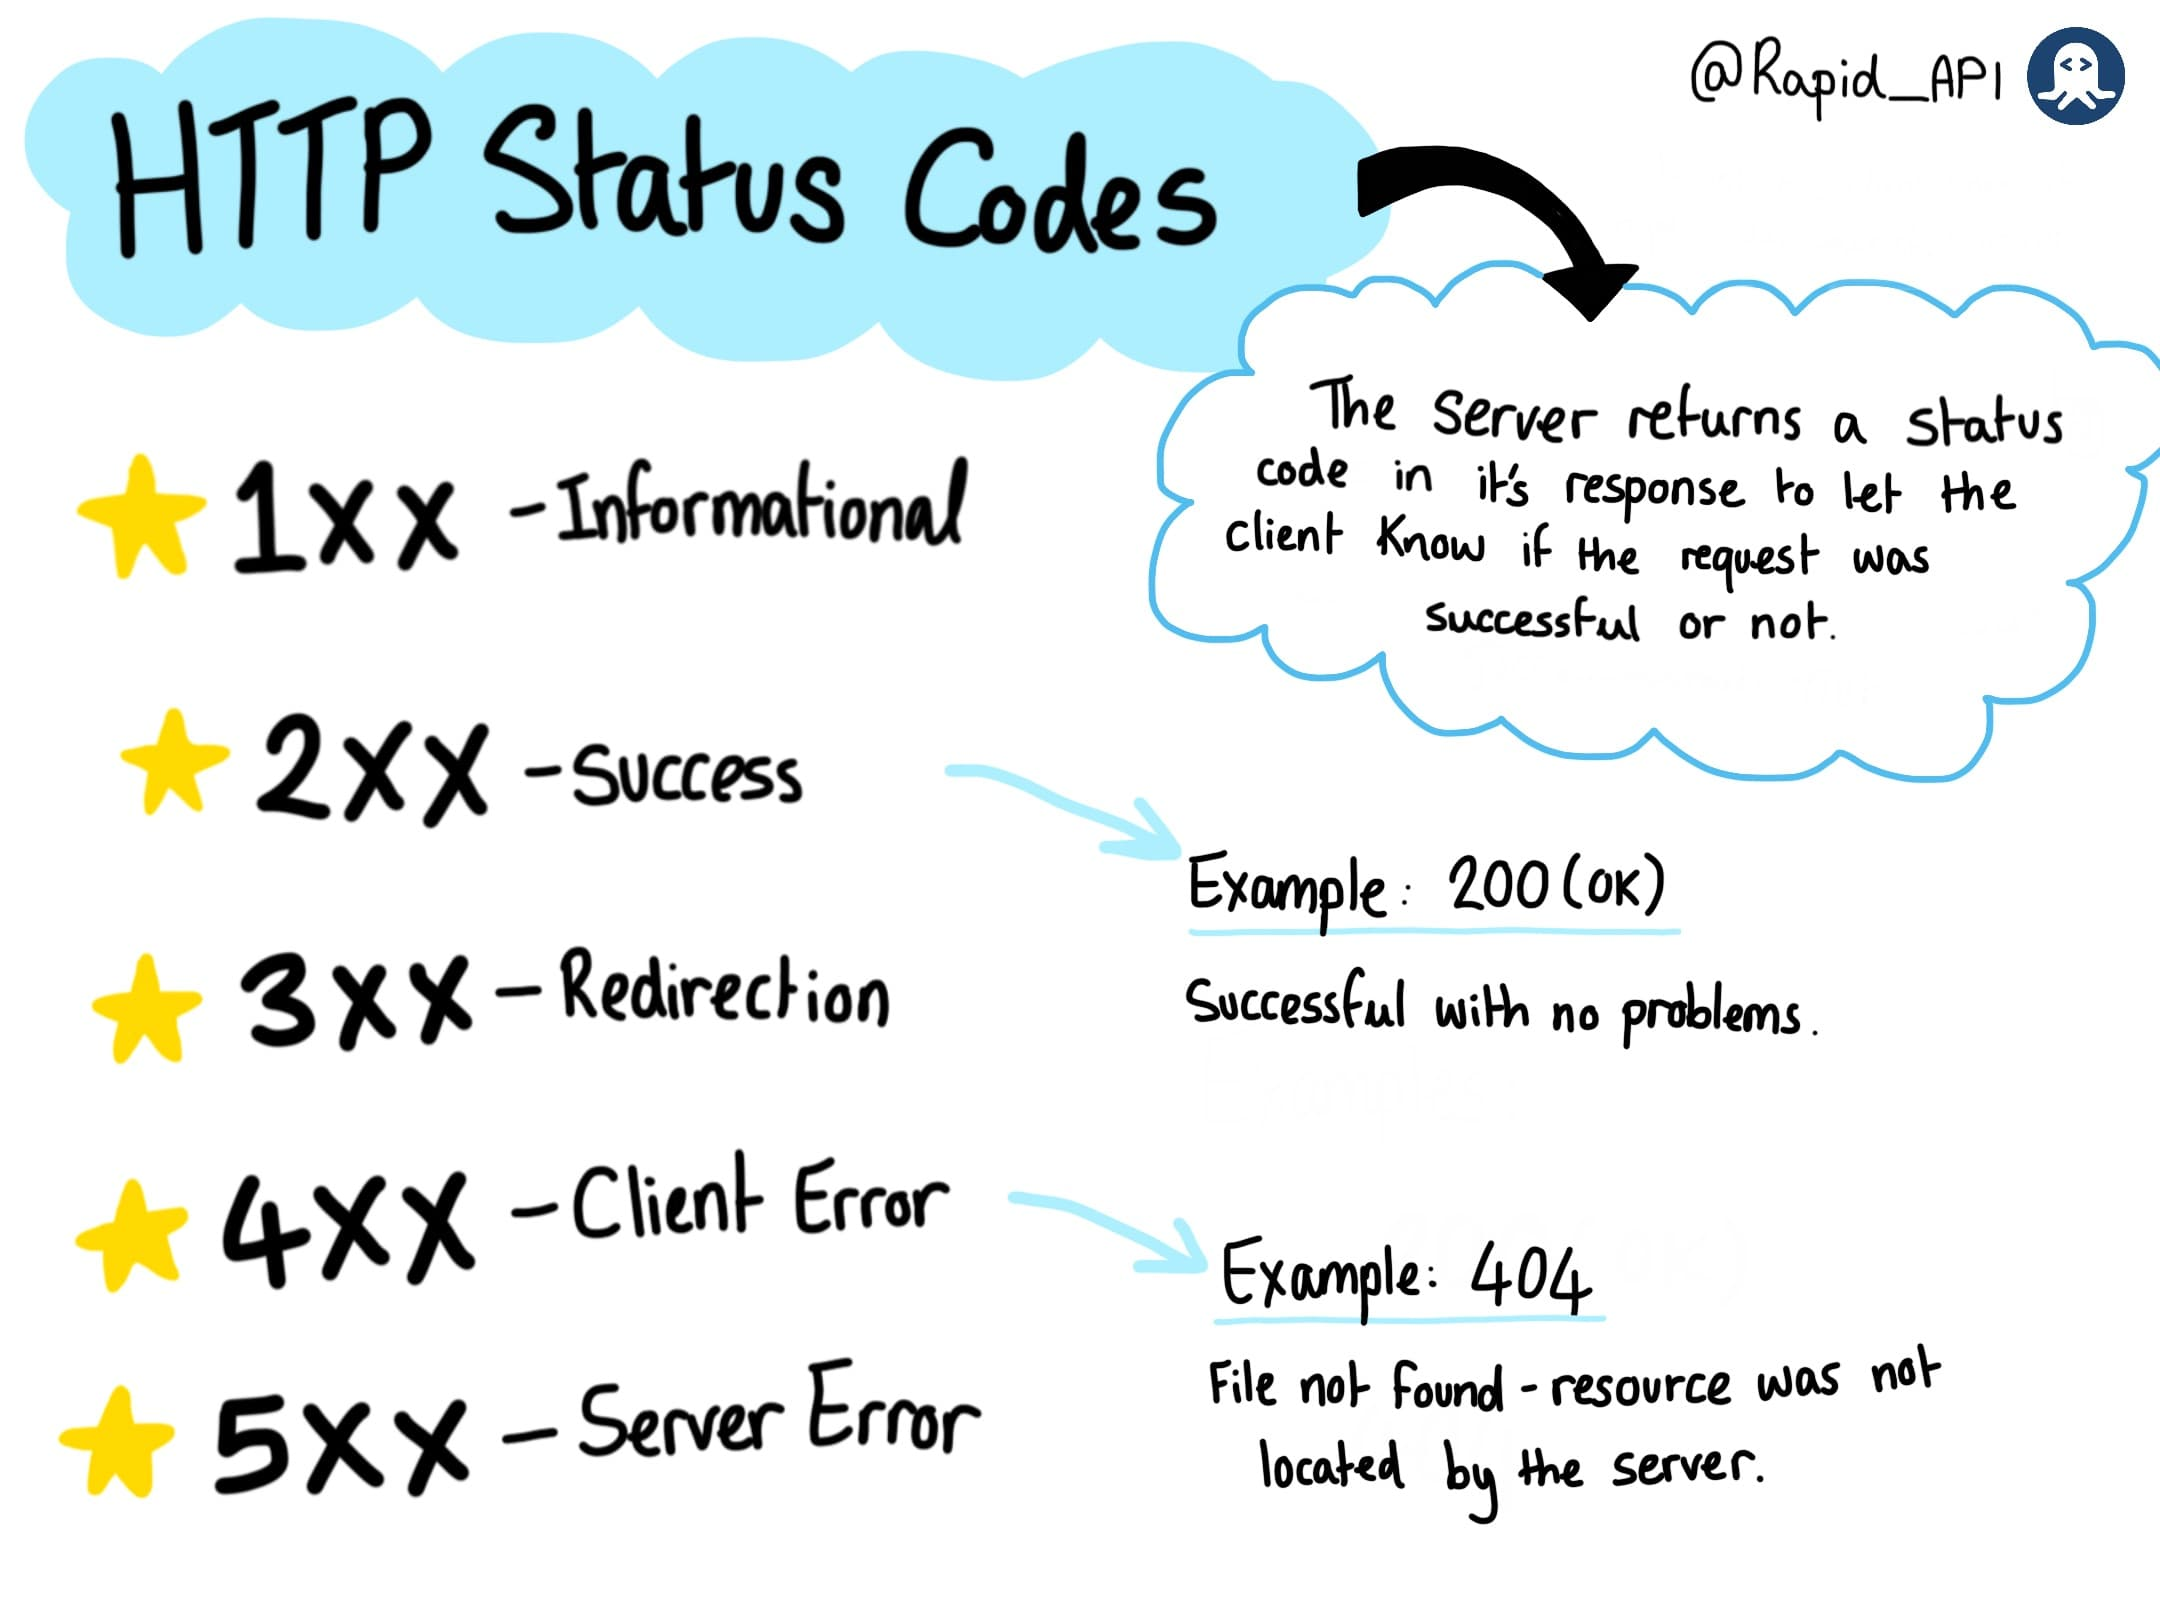 HTTP Status Codes
@Rapid_API
The server returns a status
code in it's response to let the
client Know if the request was
successful or not.
1xx - Informational
2xx - Success
Example: 200 (OK)
Successful with no problems.
3xx - Redirection
4xx - Client Error
Example: 404
File not found - resource was not
located by the server.
5xx - Server Error